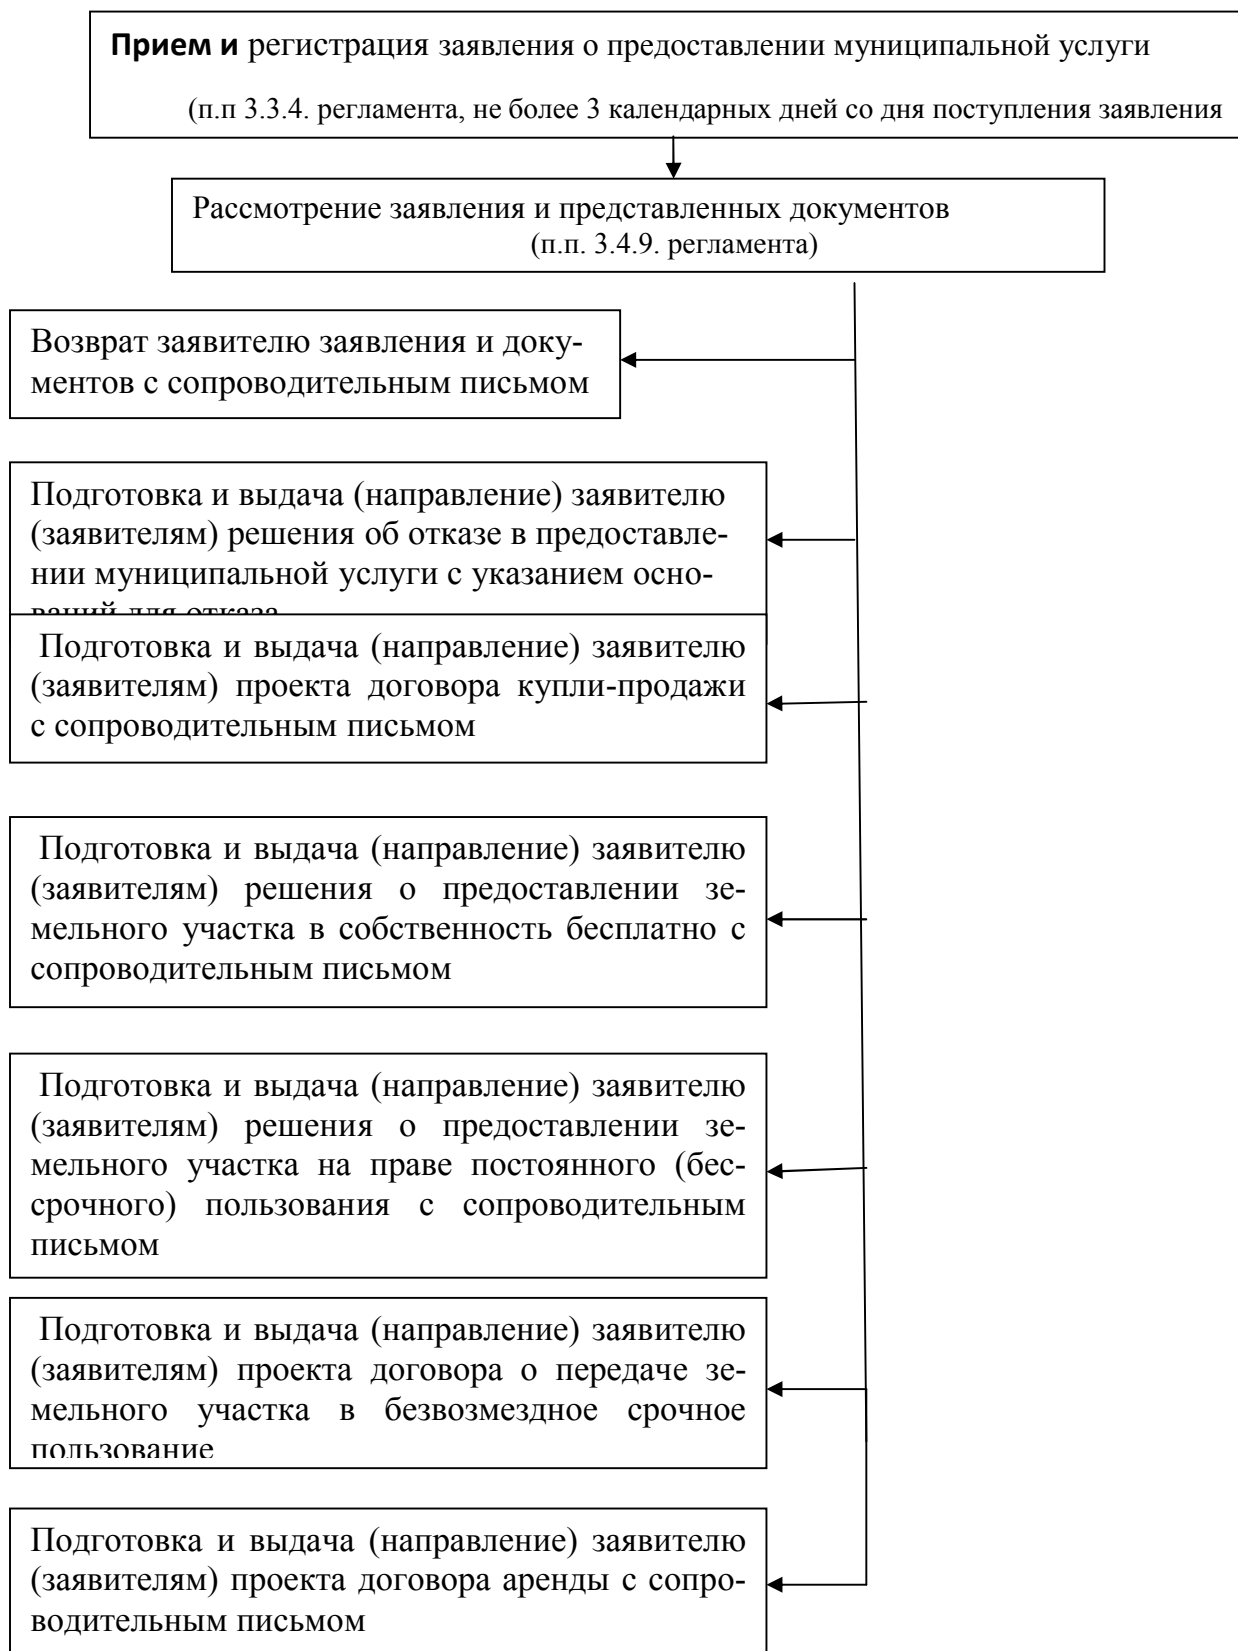 Прием и регистрация заявления о предоставлении муниципальной услуги
(п.п 3.3.4. регламента, не более 3 календарных дней со дня поступления заявления
Рассмотрение заявления и представленных документов
(п.п. 3.4.9. регламента)
Возврат заявителю заявления и доку-
ментов с сопроводительным письмом
Подготовка и выдача (направление) заявителю
(заявителям) решения об отказе в предоставле-
нии муниципальной услуги с указанием осно-
ваний для отказа
Подготовка и выдача (направление) заявителю
(заявителям) проекта договора купли-продажи
с сопроводительным письмом
Подготовка и выдача (направление) заявителю
(заявителям) решения о предоставлении зе-
мельного участка в собственность бесплатно с
сопроводительным письмом
Подготовка и выдача (направление) заявителю
(заявителям) решения о предоставлении зе-
мельного участка на праве постоянного (бес-
срочного) пользования с сопроводительным
письмом
Подготовка и выдача (направление) заявителю
(заявителям) проекта договора о передаче зе-
мельного участка в безвозмездное срочное
пользование
Подготовка и выдача (направление) заявителю
(заявителям) проекта договора аренды с сопро-
водительным письмом